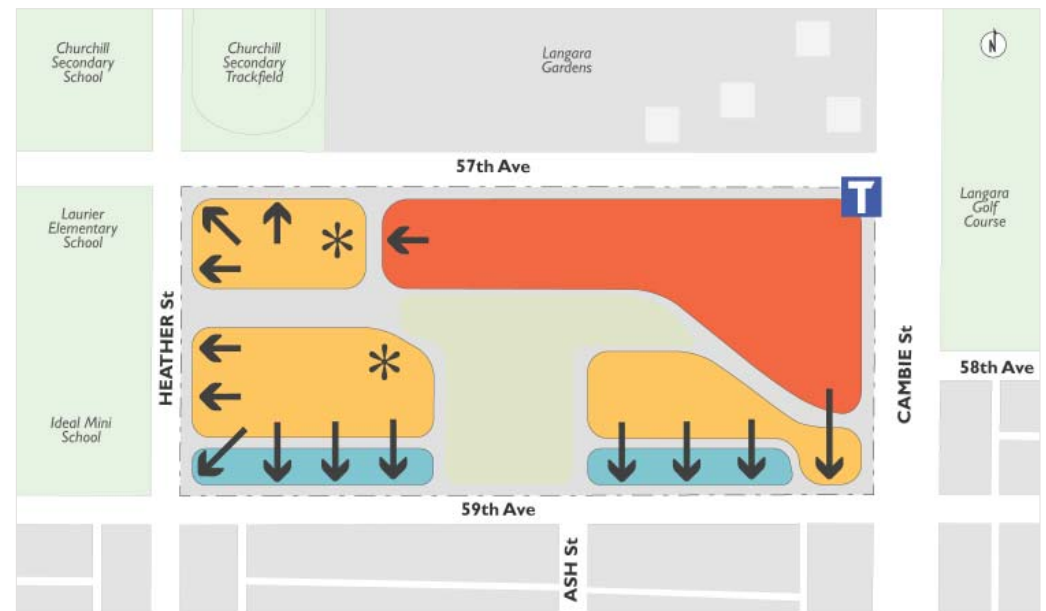 Churchill
Secondary
School
Churchill
Secondary
Trackfield
Langara
Gardens
N
57th Ave
T
Laurier
Elementary
School
Langara
Golf
Course
*
HEATHER St
*
CAMBIE St
58th Ave
Ideal Mini
School
59th Ave
ASH St